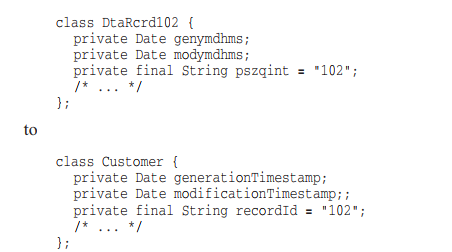 class DtaRcrd102 {
private Date genymdhms;
private Date modymdhms;
private final String pszqint = "102";
/* ... */
};
to
class Customer {
private Date generationTimestamp;
private Date modificationTimestamp;;
private final String recordId = "102";
/* ... */
};